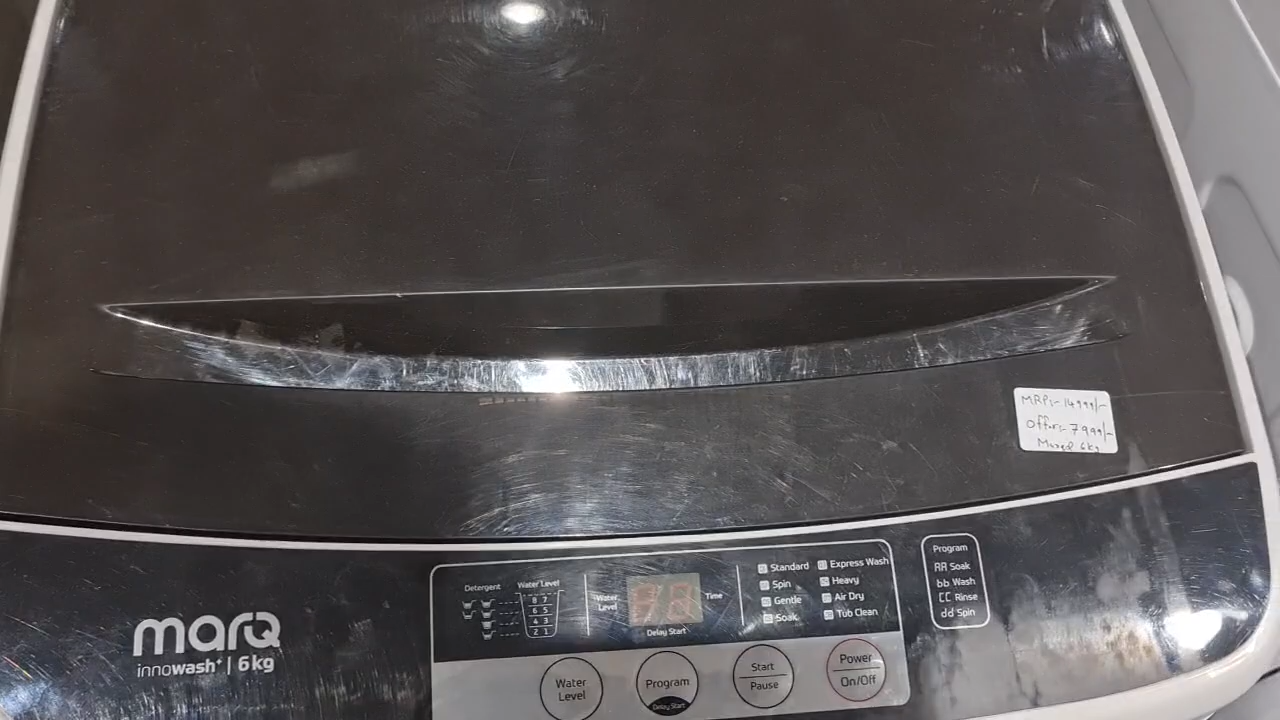 MRP:- 14999/-
Offer:- 7999/-
6kg
marq
innowash+ | 6kg
Detergent
Water Level
8 7
6 5
4 3
2 1
Water Level
Time
Delay Start
Standard
Spin
Gentle
Soak
Express Wash
Heavy
Air Dry
Tub Clean
Program
AA Soak
bb Wash
CC Rinse
dd Spin
Water Level
Program
Delay Start
Start
Pause
Power
On/Off